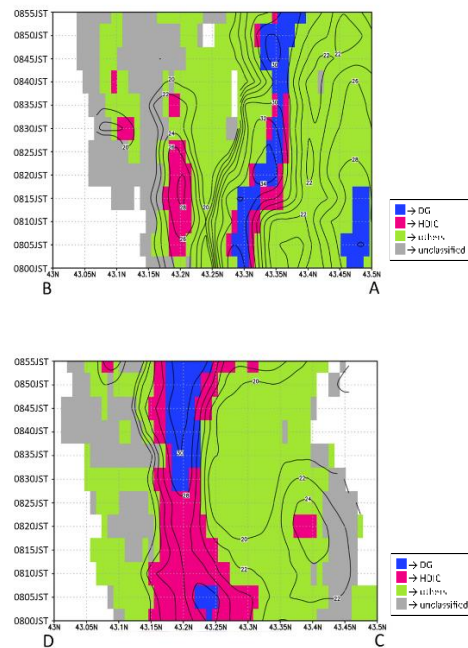 0855JST
0850JST
0845JST
0840JST
0835JST
0830JST
0825JST
0820JST
0815JST
0810JST
0805JST
0800JST
43N 43.05N 43.1N 43.15N 43.2N 43.25N 43.3N 43.35N 43.4N 43.45N 43.5N
B A
→ DG
→ HDIC
→ others
→ unclassified
0855JST
0850JST
0845JST
0840JST
0835JST
0830JST
0825JST
0820JST
0815JST
0810JST
0805JST
0800JST
43N 43.05N 43.1N 43.15N 43.2N 43.25N 43.3N 43.35N 43.4N 43.45N 43.5N
D C
→ DG
→ HDIC
→ others
→ unclassified